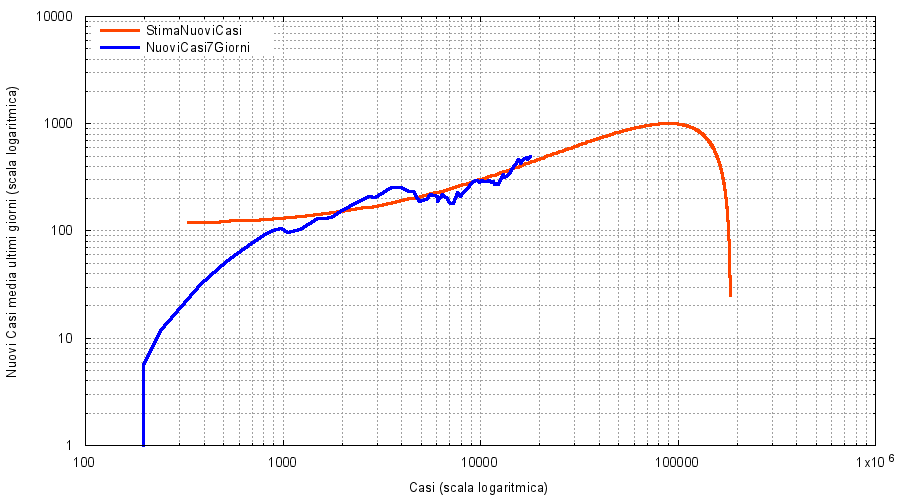 10000
StimaNuoviCasi
NuoviCasi7Giorni
1000
100
10
1
Nuovi Casi media ultimi giorni (scala logaritmica)
100 1000 10000 100000 1x10 6
Casi (scala logaritmica)